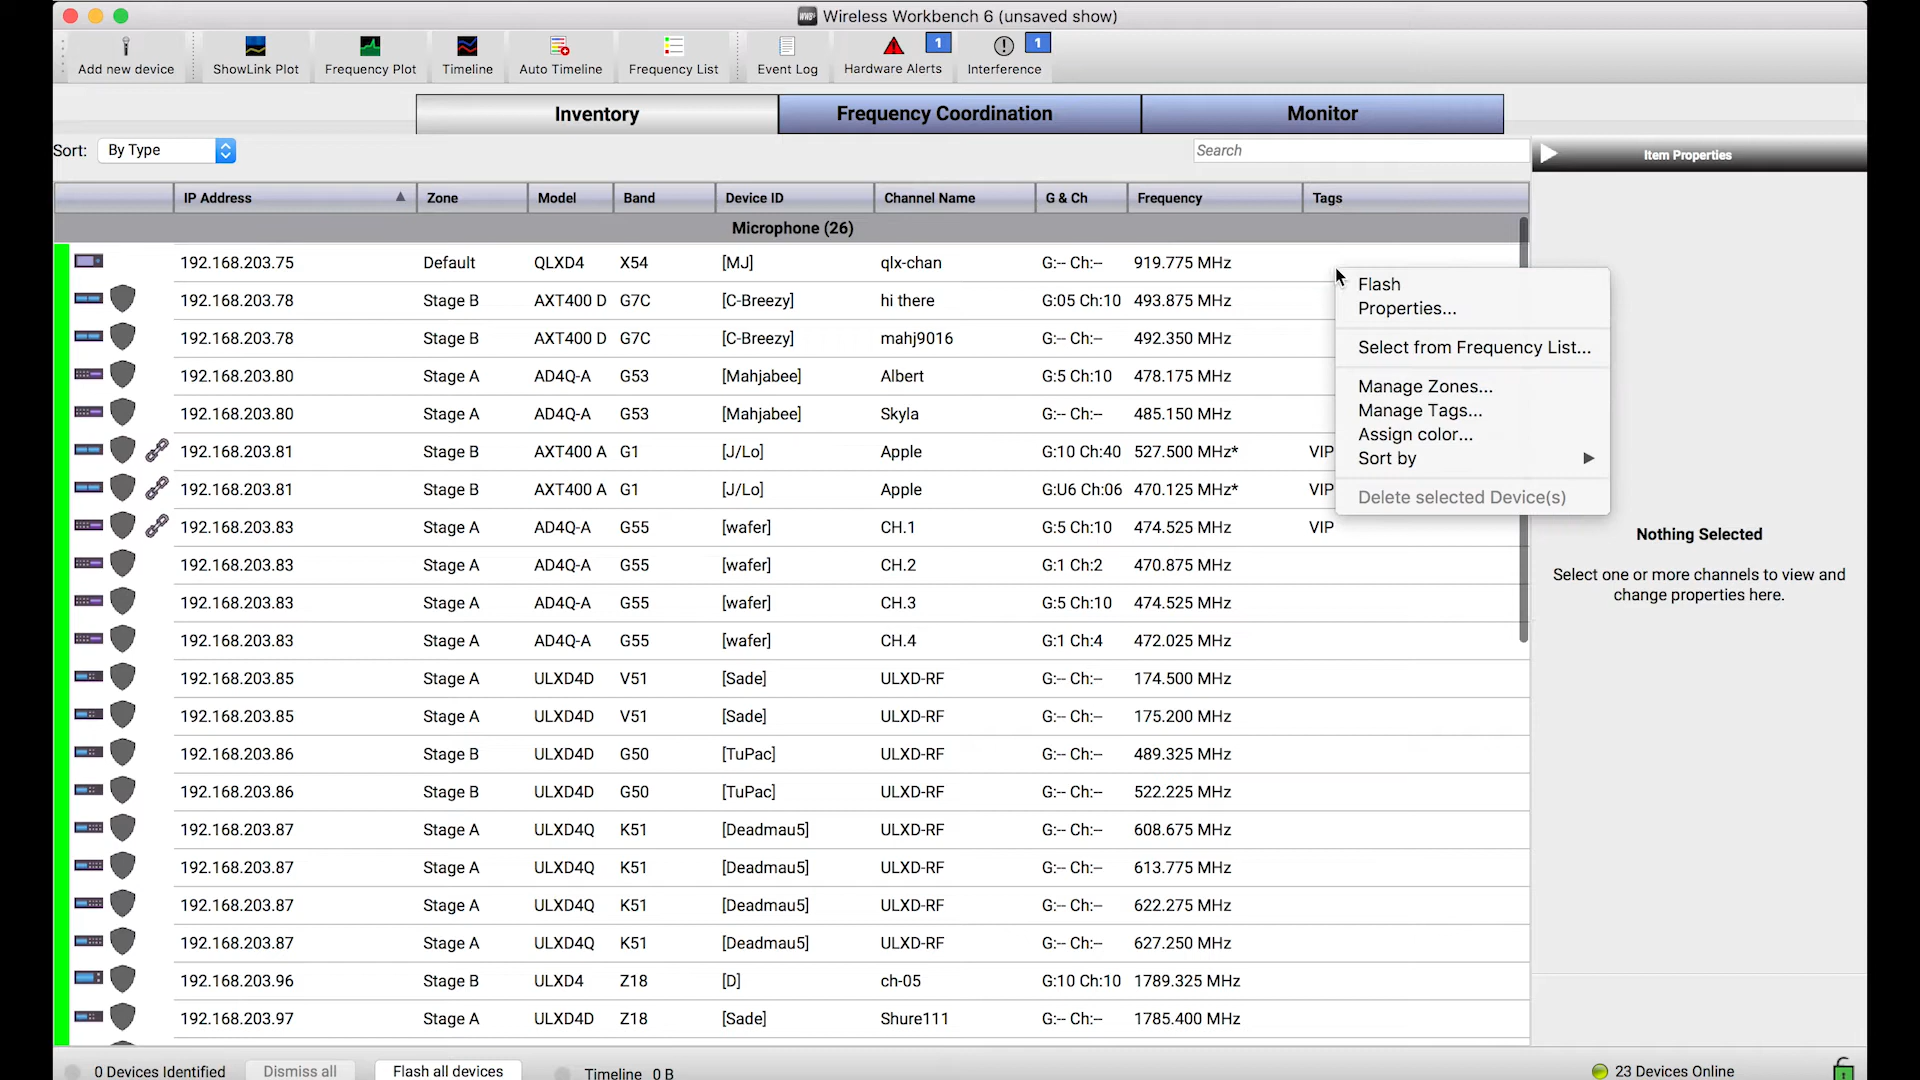 Wireless Workbench 6 (unsaved show)
Add new device ShowLink Plot Frequency Plot Timeline Auto Timeline Frequency List Event Log Hardware Alerts 1 Interference 1
Inventory Frequency Coordination Monitor
Sort: By Type Search Item Properties
IP Address Zone Model Band Device ID Channel Name G & Ch Frequency Tags
Microphone (26)
192.168.203.75 Default QLXD4 X54 [MJ] qlx-chan G:-- Ch:-- 919.775 MHz
192.168.203.78 Stage B AXT400 D G7C [C-Breezy] hi there G:05 Ch:10 493.875 MHz
192.168.203.78 Stage B AXT400 D G7C [C-Breezy] mahj9016 G:-- Ch:-- 492.350 MHz
192.168.203.80 Stage A AD4Q-A G53 [Mahjabee] Albert G:5 Ch:10 478.175 MHz
192.168.203.80 Stage A AD4Q-A G53 [Mahjabee] Skyla G:-- Ch:-- 485.150 MHz
192.168.203.81 Stage B AXT400 A G1 [J/Lo] Apple G:10 Ch:40 527.500 MHz* VIP
192.168.203.81 Stage B AXT400 A G1 [J/Lo] Apple G:U6 Ch:06 470.125 MHz* VIP
192.168.203.83 Stage A AD4Q-A G55 [wafer] CH.1 G:5 Ch:10 474.525 MHz VIP
192.168.203.83 Stage A AD4Q-A G55 [wafer] CH.2 G:1 Ch:2 470.875 MHz
192.168.203.83 Stage A AD4Q-A G55 [wafer] CH.3 G:5 Ch:10 474.525 MHz
192.168.203.83 Stage A AD4Q-A G55 [wafer] CH.4 G:1 Ch:4 472.025 MHz
192.168.203.85 Stage A ULXD4D V51 [Sade] ULXD-RF G:-- Ch:-- 174.500 MHz
192.168.203.85 Stage A ULXD4D V51 [Sade] ULXD-RF G:-- Ch:-- 175.200 MHz
192.168.203.86 Stage B ULXD4D G50 [TuPac] ULXD-RF G:-- Ch:-- 489.325 MHz
192.168.203.86 Stage B ULXD4D G50 [TuPac] ULXD-RF G:-- Ch:-- 522.225 MHz
192.168.203.87 Stage A ULXD4Q K51 [Deadmau5] ULXD-RF G:-- Ch:-- 608.675 MHz
192.168.203.87 Stage A ULXD4Q K51 [Deadmau5] ULXD-RF G:-- Ch:-- 613.775 MHz
192.168.203.87 Stage A ULXD4Q K51 [Deadmau5] ULXD-RF G:-- Ch:-- 622.275 MHz
192.168.203.87 Stage A ULXD4Q K51 [Deadmau5] ULXD-RF G:-- Ch:-- 627.250 MHz
192.168.203.96 Stage B ULXD4 Z18 [D] ch-05 G:10 Ch:10 1789.325 MHz
192.168.203.97 Stage A ULXD4D Z18 [Sade] Shure111 G:-- Ch:-- 1785.400 MHz
Flash
Properties...
Select from Frequency List...
Manage Zones...
Manage Tags...
Assign color...
Sort by
Delete selected Device(s)
Nothing Selected
Select one or more channels to view and
change properties here.
0 Devices Identified Dismiss all Flash all devices Timeline 0 B 23 Devices Online